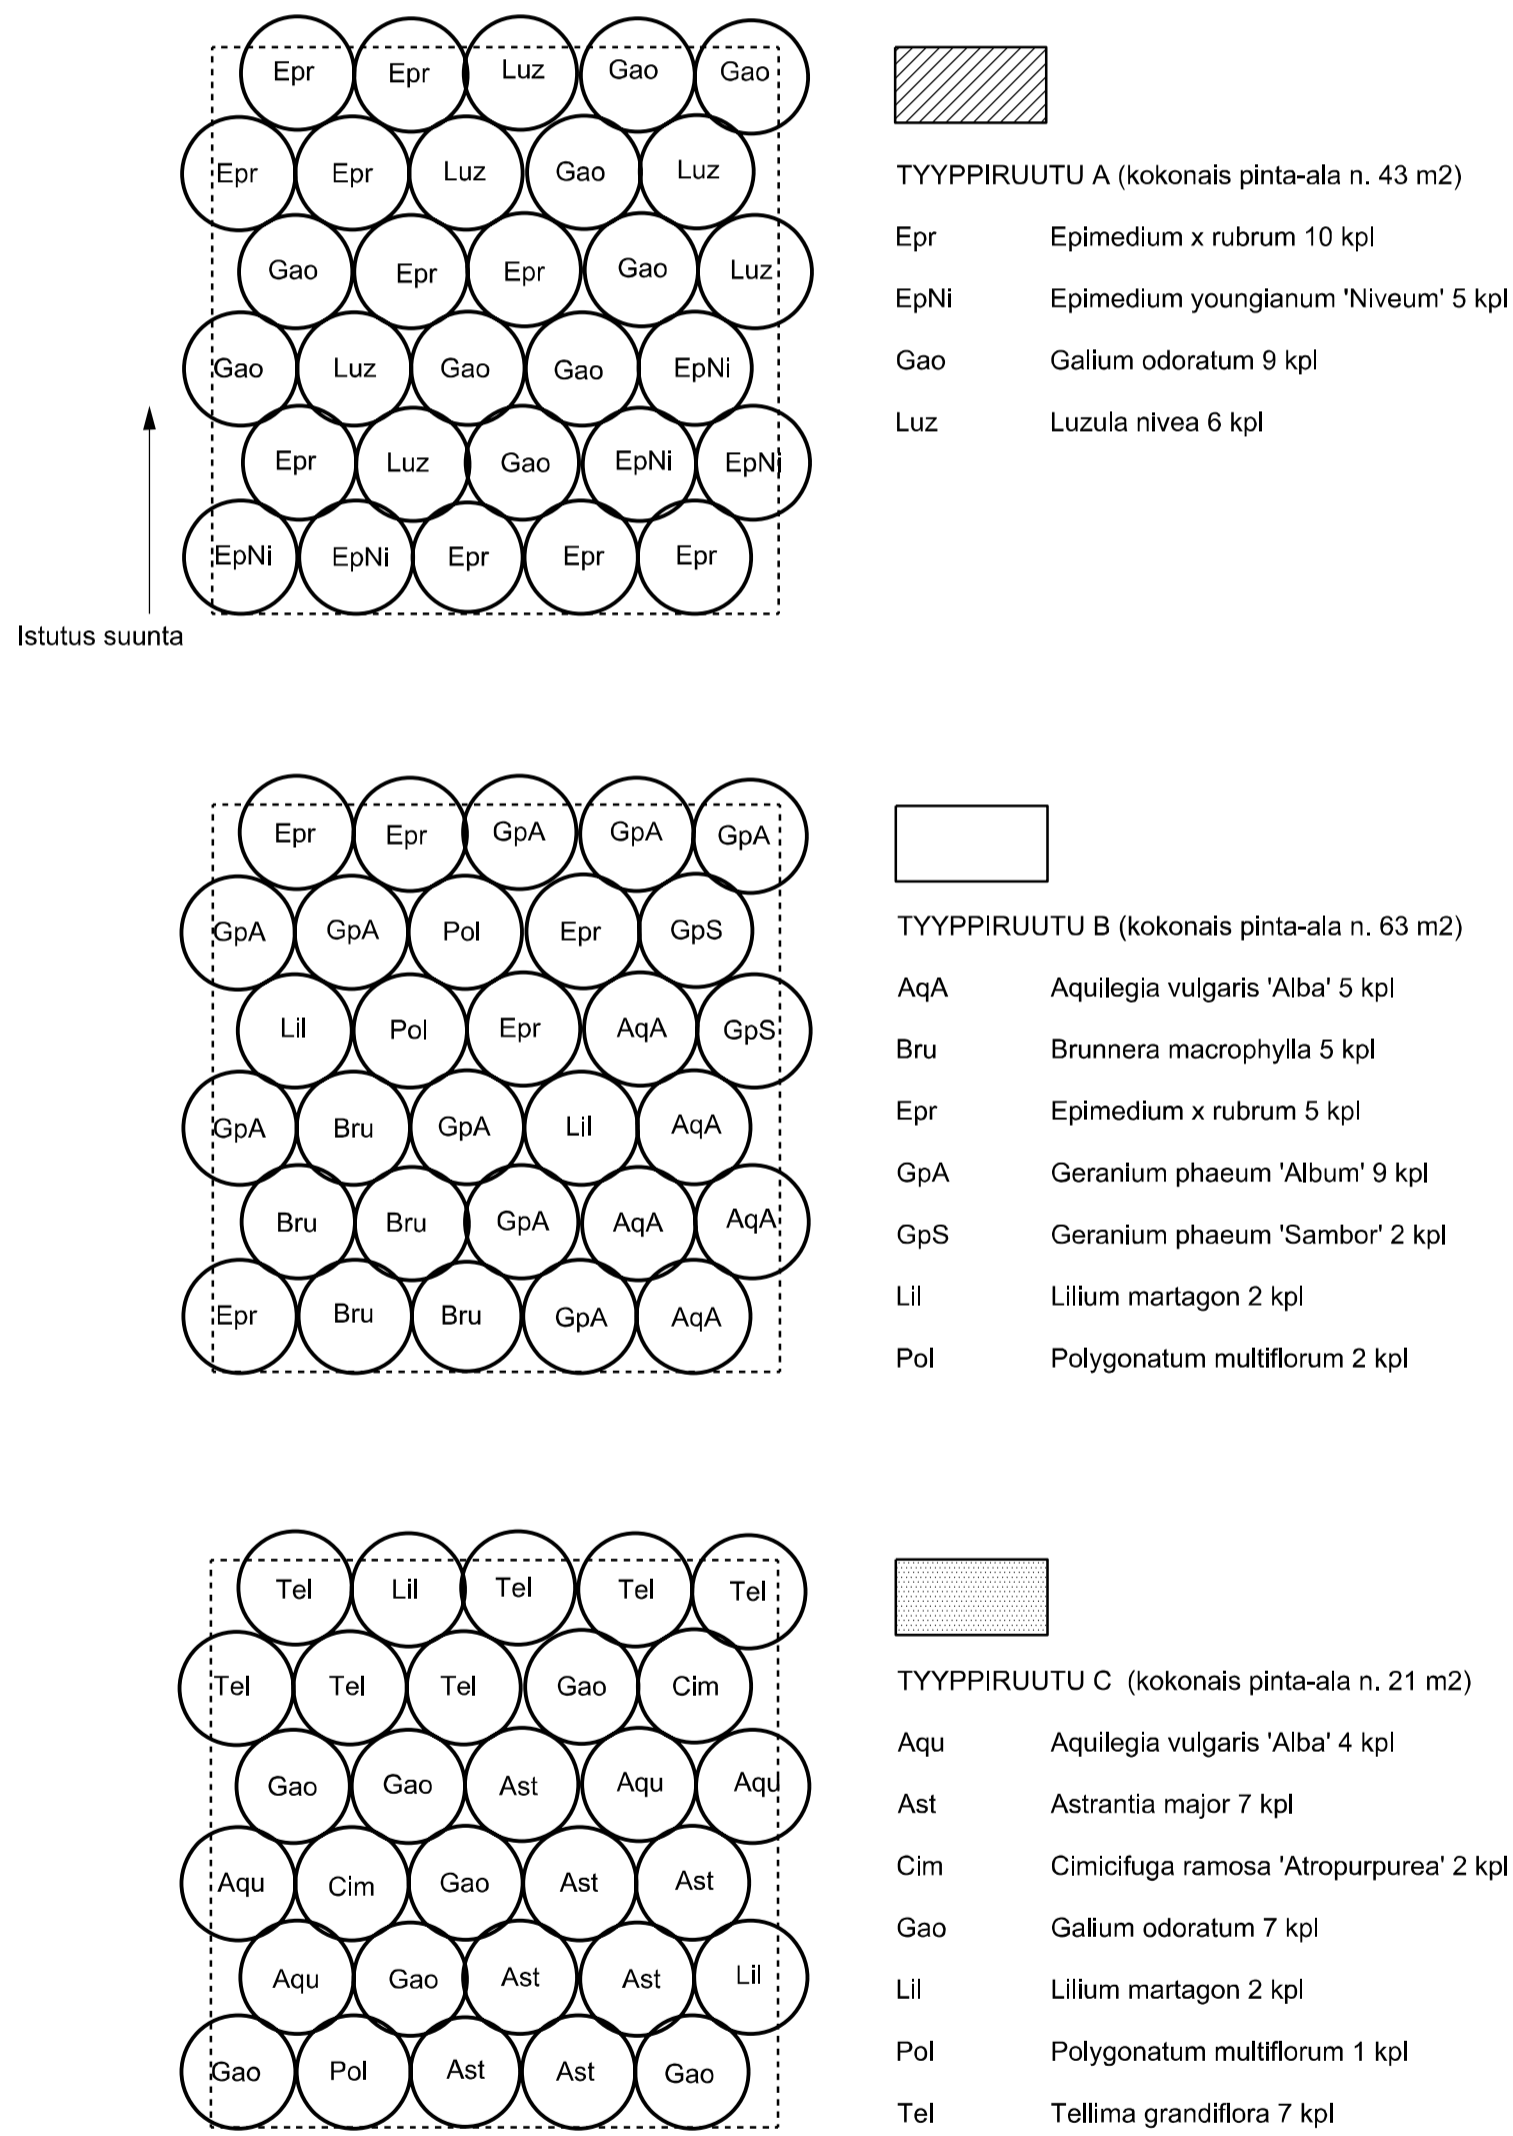 Epr Epr Luz Gao Gao
Epr Epr Luz Gao Luz
Gao Epr Epr Gao Luz
Gao Luz Gao Gao EpNi
Epr Luz Gao EpNi EpNi
EpNi EpNi Epr Epr Epr
Istutus suunta
TYYPPIRUUTU A (kokonais pinta-ala n. 43 m2)
Epr Epimedium x rubrum 10 kpl
EpNi Epimedium youngianum 'Niveum' 5 kpl
Gao Galium odoratum 9 kpl
Luz Luzula nivea 6 kpl
Epr Epr GpA GpA GpA
GpA GpA Pol Epr GpS
Lil Pol Epr AqA GpS
GpA Bru GpA Lil AqA
Bru Bru GpA AqA AqA
Epr Bru Bru GpA AqA
TYYPPIRUUTU B (kokonais pinta-ala n. 63 m2)
AqA Aquilegia vulgaris 'Alba' 5 kpl
Bru Brunnera macrophylla 5 kpl
Epr Epimedium x rubrum 5 kpl
GpA Geranium phaeum 'Album' 9 kpl
GpS Geranium phaeum 'Sambor' 2 kpl
Lil Lilium martagon 2 kpl
Pol Polygonatum multiflorum 2 kpl
Tel Lil Tel Tel Tel
Tel Tel Tel Gao Cim
Gao Gao Ast Aqu Aqu
Aqu Cim Gao Ast Ast
Aqu Gao Ast Ast Lil
Gao Pol Ast Ast Gao
TYYPPIRUUTU C (kokonais pinta-ala n. 21 m2)
Aqu Aquilegia vulgaris 'Alba' 4 kpl
Ast Astrantia major 7 kpl
Cim Cimicifuga ramosa 'Atropurpurea' 2 kpl
Gao Galium odoratum 7 kpl
Lil Lilium martagon 2 kpl
Pol Polygonatum multiflorum 1 kpl
Tel Tellima grandiflora 7 kpl